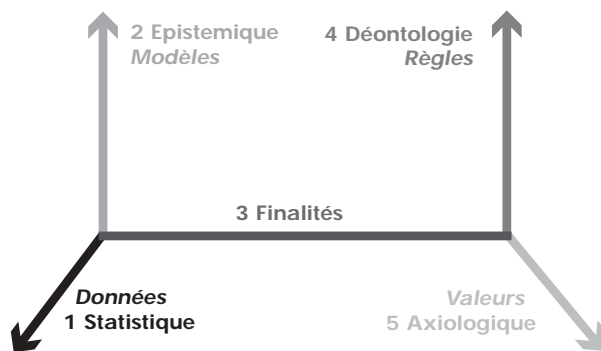 2 Epistemique
Modèles
4 Déontologie
Règles
3 Finalités
Données
1 Statistique
Valeurs
5 Axiologique